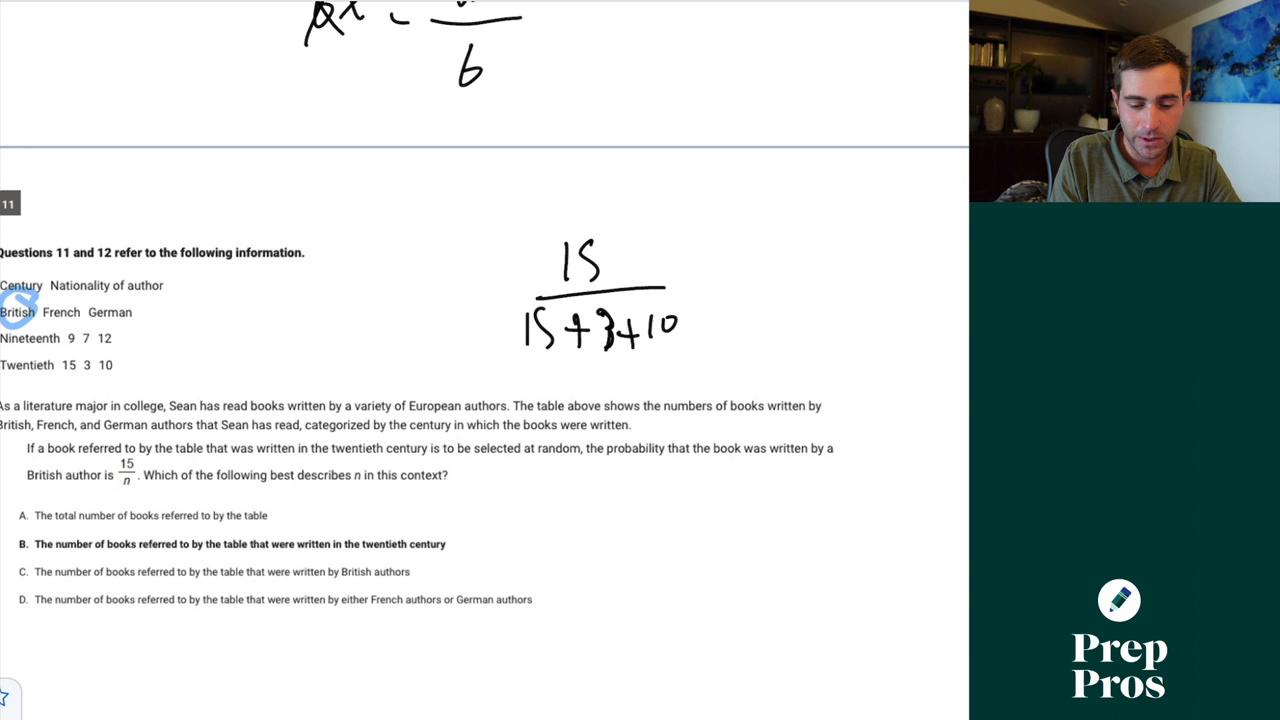 6
11
Questions 11 and 12 refer to the following information.
Century Nationality of author
British French German
Nineteenth 9 7 12
Twentieth 15 3 10
15
15 + 3 + 10
As a literature major in college, Sean has read books written by a variety of European authors. The table above shows the numbers of books written by
British, French, and German authors that Sean has read, categorized by the century in which the books were written.
If a book referred to by the table that was written in the twentieth century is to be selected at random, the probability that the book was written by a
British author is 15/n. Which of the following best describes n in this context?
A. The total number of books referred to by the table
B. The number of books referred to by the table that were written in the twentieth century
C. The number of books referred to by the table that were written by British authors
D. The number of books referred to by the table that were written by either French authors or German authors
Prep
Pros